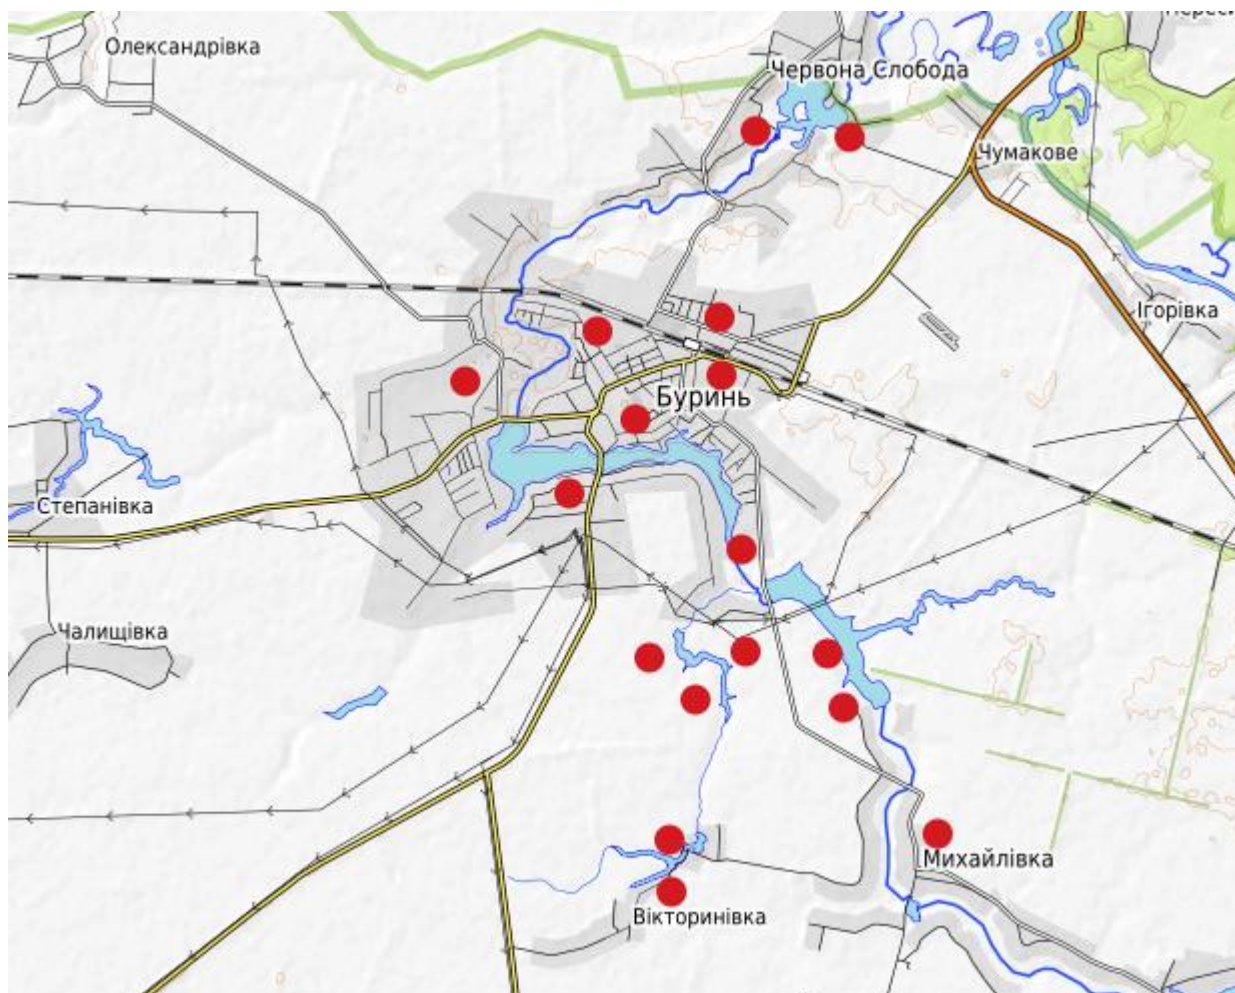 Олександрівка
Червона Слобода
Чумакове
Ігорівка
Буринь
Степанівка
Чалищівка
Михайлівка
Вікторинівка